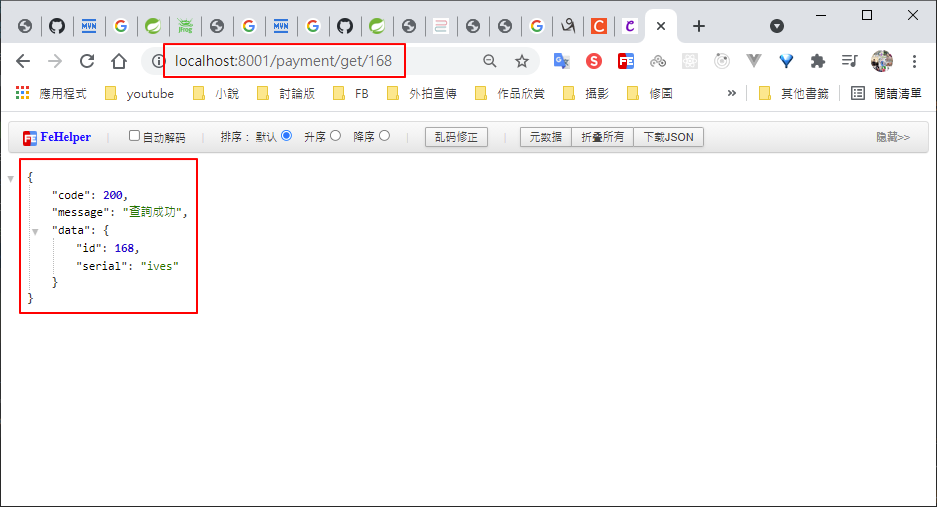 localhost:8001/payment/get/168
應用程式 youtube 小說 討論版 FB 外拍宣傳 作品欣賞 攝影 修圖 » 其他書籤 閱讀清單
FeHelper 自动解码 排序： 默认 升序 降序 乱码修正 元数据 折叠所有 下载JSON 隐藏>>
{
"code": 200,
"message": "查詢成功",
"data": {
"id": 168,
"serial": "ives"
}
}